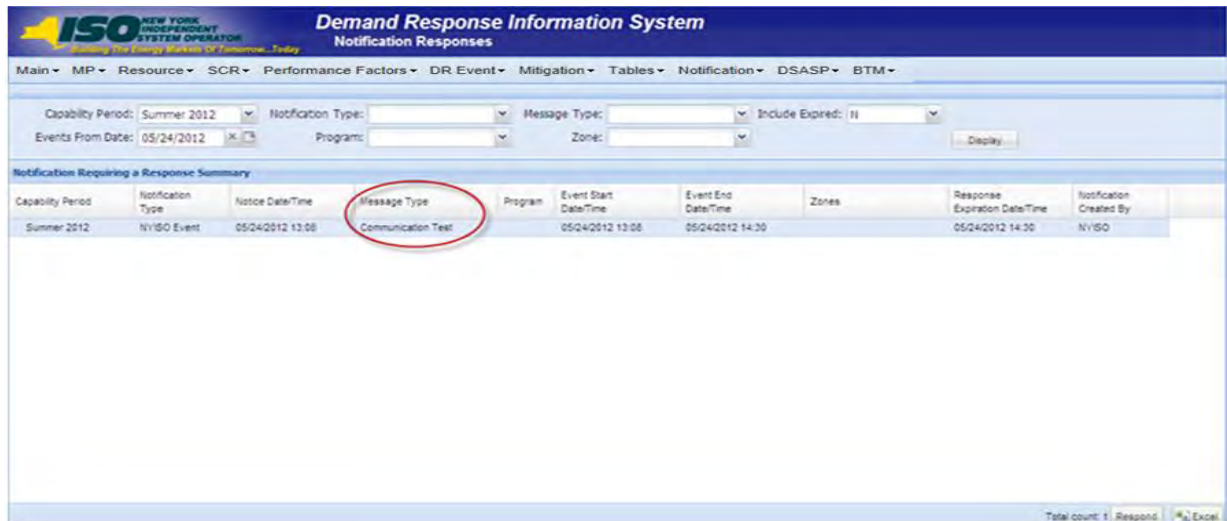 ISO NEW YORK INDEPENDENT SYSTEM OPERATOR
Building The Energy Markets Of Tomorrow...Today
Demand Response Information System
Notification Responses
Main MP Resource SCR Performance Factors DR Event Mitigation Tables Notification DSASP BTM
Capability Period: Summer 2012 Notification Type: Message Type: Include Expired: N
Events From Date: 05/24/2012 Program: Zone: Display
Notification Requiring a Response Summary
Capability Period Notification Type Notice Date/Time Message Type Program Event Start Date/Time Event End Date/Time Zones Response Expiration Date/Time Notification Created By
Summer 2012 NYISO Event 05/24/2012 13:08 Communication Test 05/24/2012 13:08 05/24/2012 14:30 05/24/2012 14:30 NYISO
Total count: 1 Respond Excel